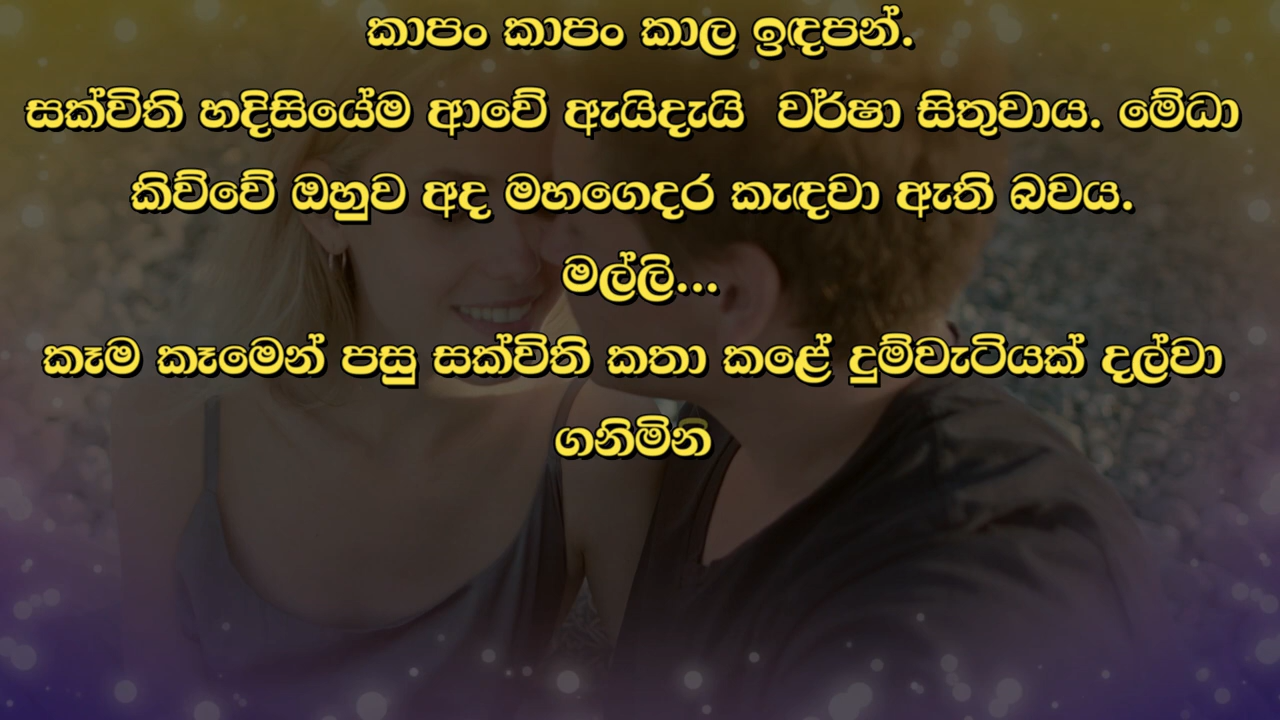 කාපං කාපං කාල ඉඳපන්.
සක්විති හදිසියේම ආවේ ඇයිදැයි වර්ෂා සිතුවාය. මේධා
කිව්වේ ඔහුව අද මහගෙදර කැඳවා ඇති බවය.
මල්ලි...
කෑම කෑමෙන් පසු සක්විති කතා කළේ දුම්වැටියක් දල්වා
ගනිමිනි